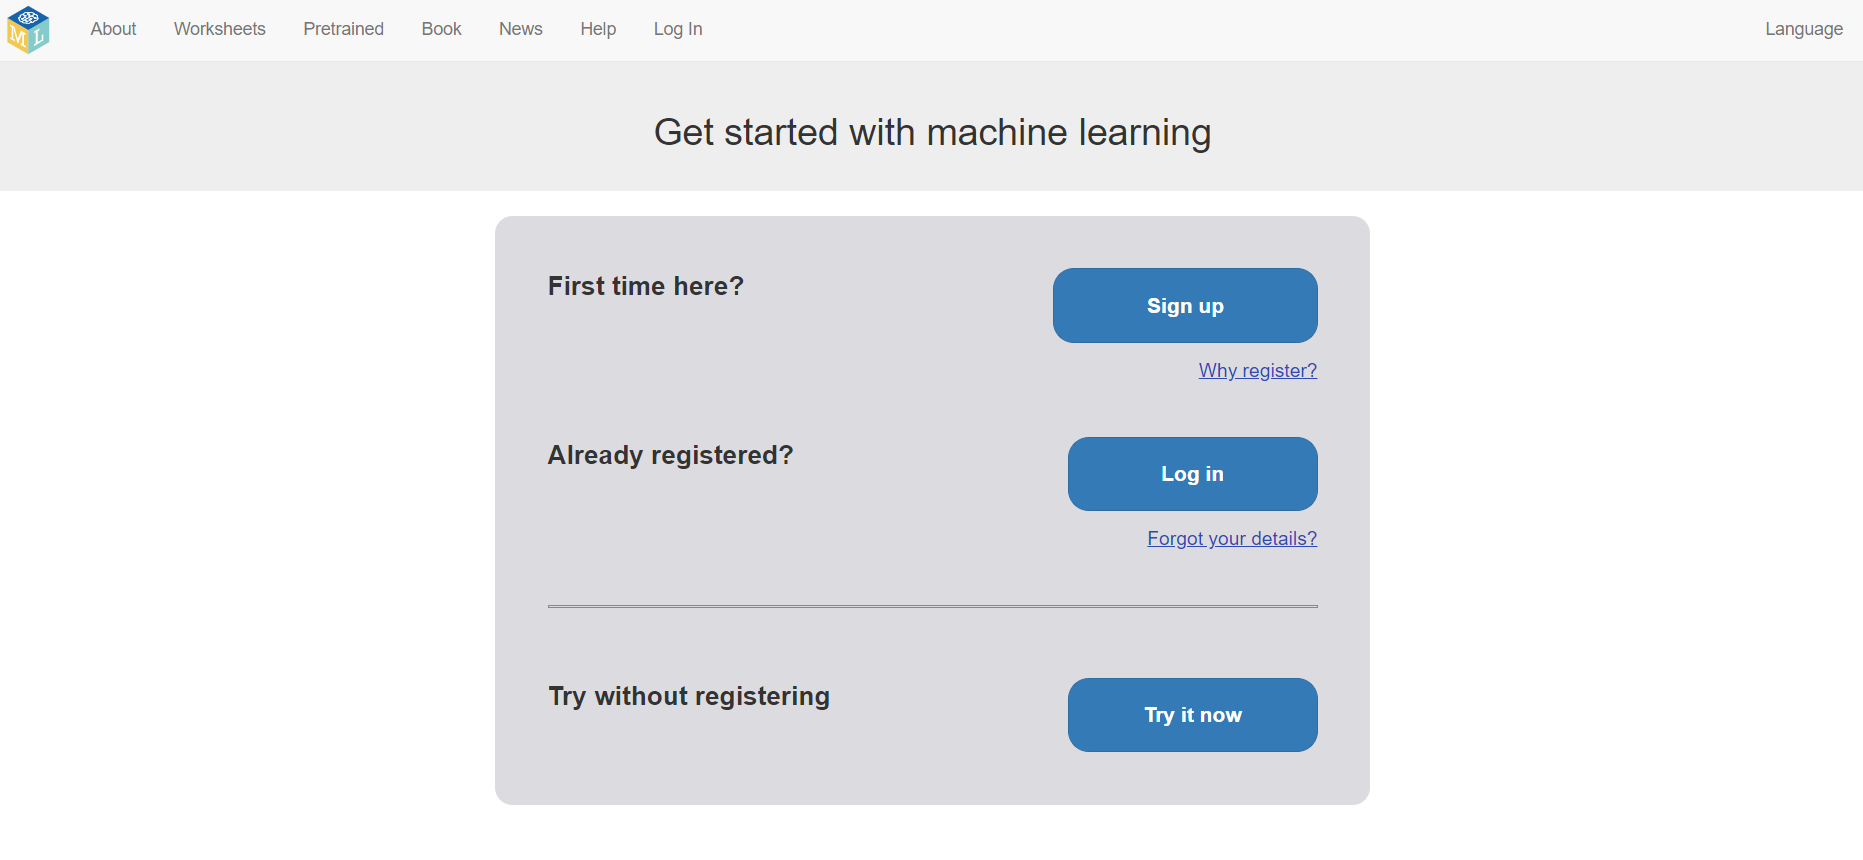 M L
About Worksheets Pretrained Book News Help Log In Language
Get started with machine learning
First time here?
Sign up
Why register?
Already registered?
Log in
Forgot your details?
Try without registering
Try it now